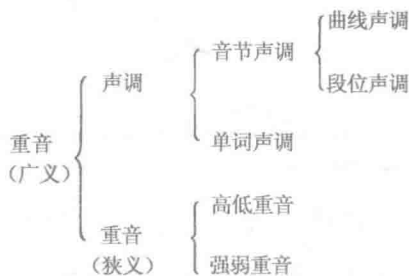 曲线声调
音节声调
声调
段位声调
重音
单词声调
(广义)
高低重音
重音
(狭义)
强弱重音